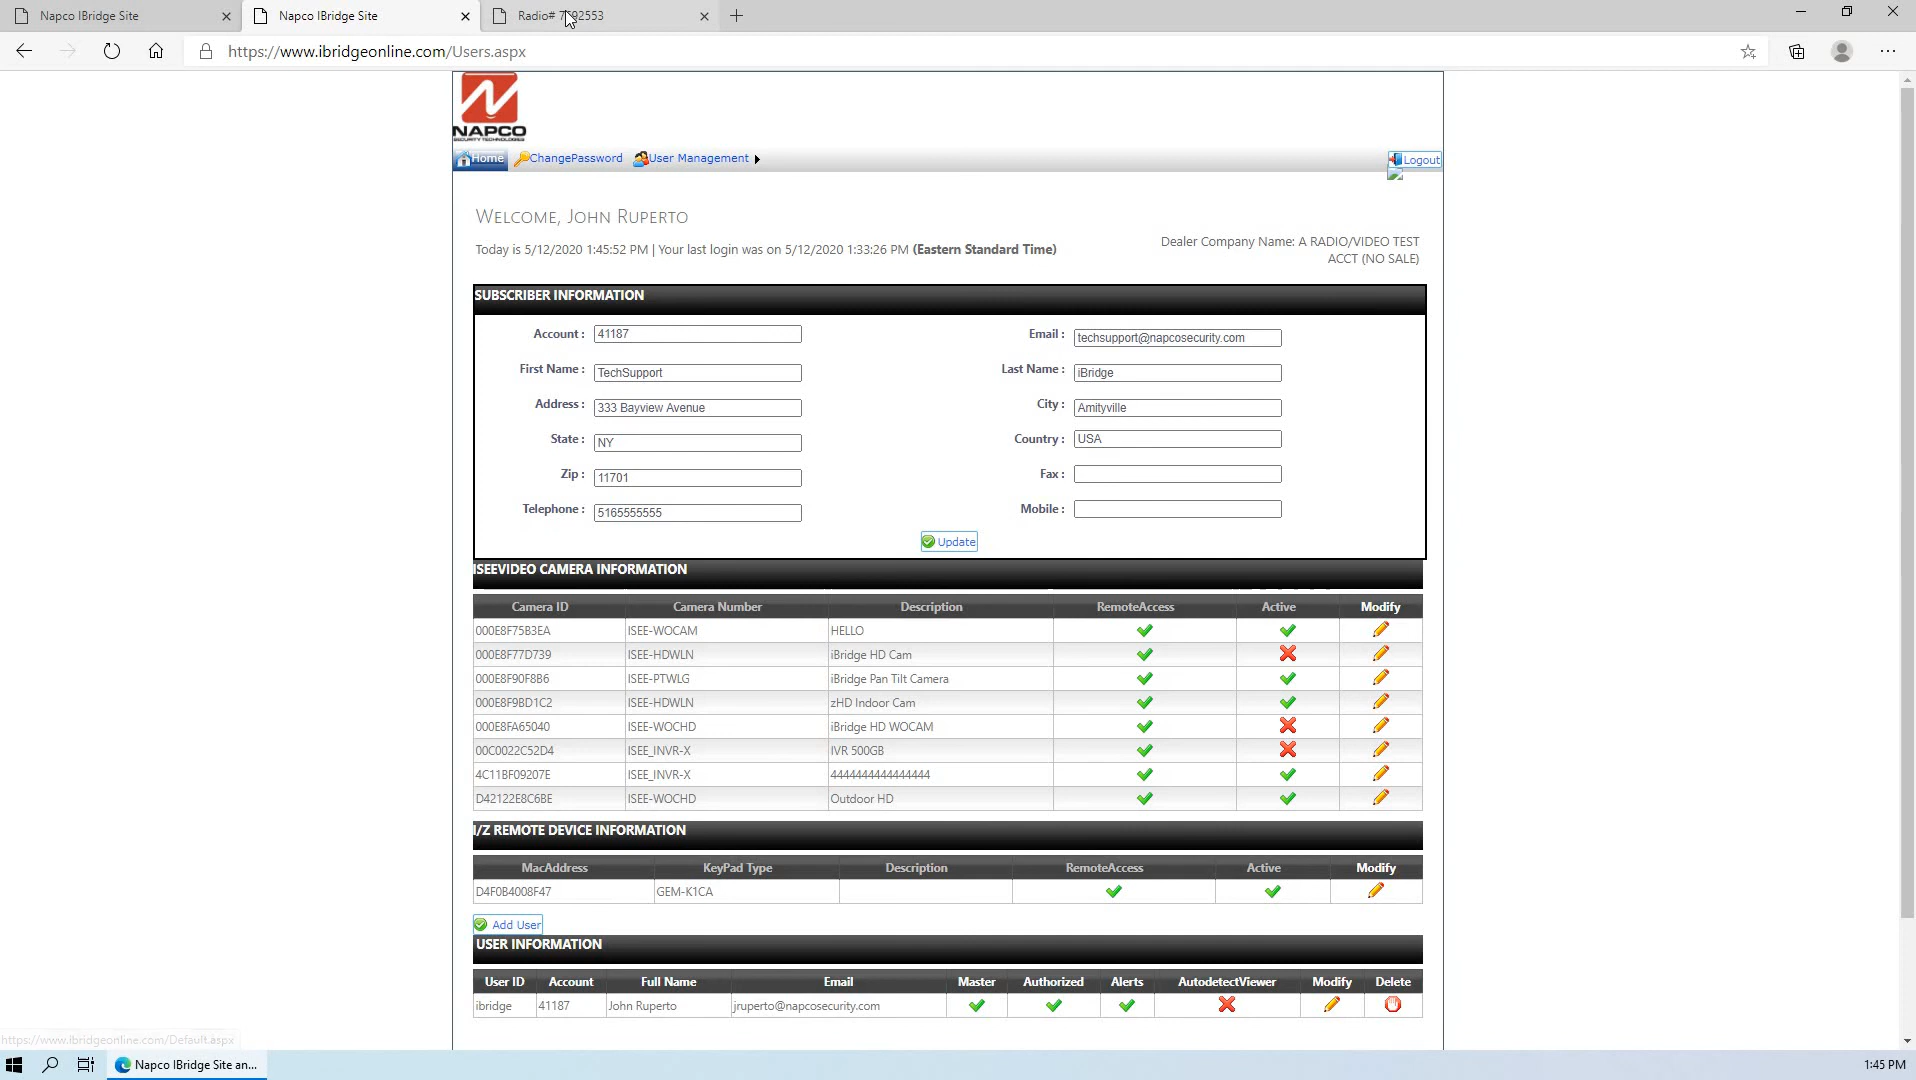 Napco IBridge Site
Napco IBridge Site
Radio#
https://www.ibridgeonline.com/Users.aspx
NAPCO
SECURITY TECHNOLOGIES
Home
ChangePassword
User Management
Logout
Welcome, John Ruperto
Today is 5/12/2020 1:45:52 PM | Your last login was on 5/12/2020 1:33:26 PM (Eastern Standard Time)
Dealer Company Name: A RADIO/VIDEO TEST
ACCT (NO SALE)
SUBSCRIBER INFORMATION
Account : 41187 Email : techsupport@napcosecurity.com
First Name : TechSupport Last Name : iBridge
Address : 333 Bayview Avenue City : Amityville
State : NY Country : USA
Zip : 11701 Fax :
Telephone : 5165555555 Mobile :
Update
ISEEVIDEO CAMERA INFORMATION
Camera ID Camera Number Description RemoteAccess Active Modify
000E8F75B3EA ISEE-WOCAM HELLO
000E8F77D739 ISEE-HDWLN iBridge HD Cam
000E8F90F8B6 ISEE-PTWLG iBridge Pan Tilt Camera
000E8F9BD1C2 ISEE-HDWLN zHD Indoor Cam
000E8FA65040 ISEE-WOCHD iBridge HD WOCAM
00C0022C52D4 ISEE_INVR-X IVR 500GB
4C11BF09207E ISEE_INVR-X 4444444444444444
D42122E8C6BE ISEE-WOCHD Outdoor HD
I/Z REMOTE DEVICE INFORMATION
MacAddress KeyPad Type Description RemoteAccess Active Modify
D4F0B4008F47 GEM-K1CA
Add User
USER INFORMATION
User ID Account Full Name Email Master Authorized Alerts AutodetectViewer Modify Delete
ibridge 41187 John Ruperto jruperto@napcosecurity.com
https://www.ibridgeonline.com/Default.aspx
Napco IBridge Site an...
1:45 PM